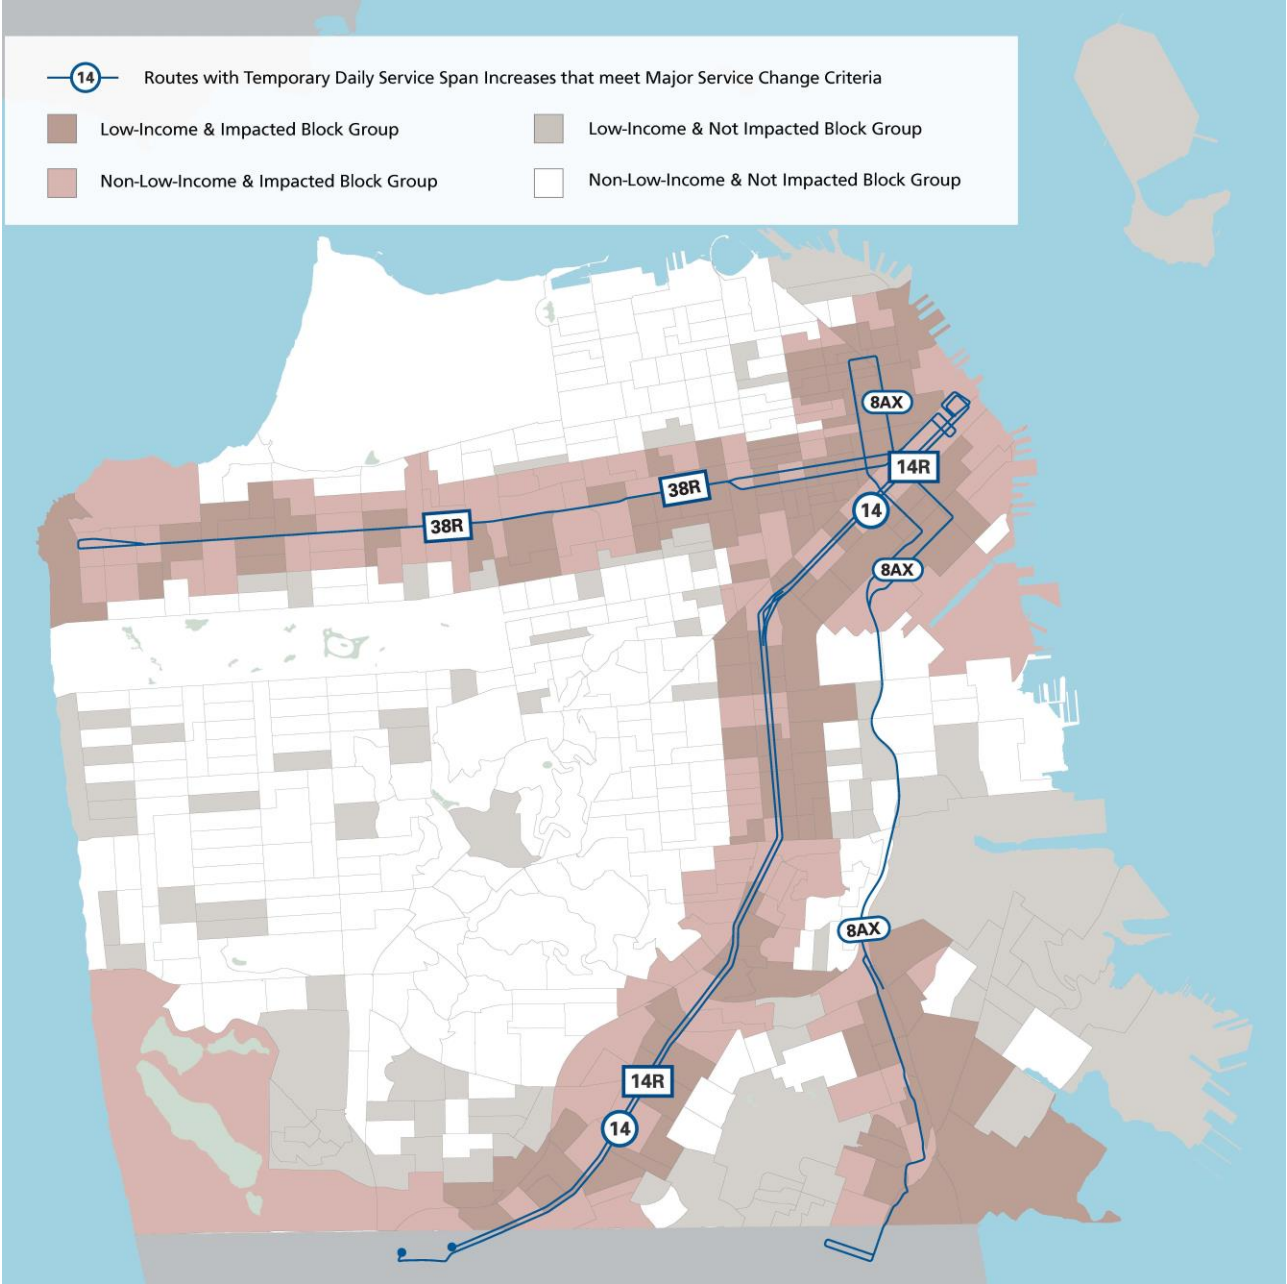 14 Routes with Temporary Daily Service Span Increases that meet Major Service Change Criteria
Low-Income & Impacted Block Group
Low-Income & Not Impacted Block Group
Non-Low-Income & Impacted Block Group
Non-Low-Income & Not Impacted Block Group
8AX
14R
38R
14
38R
8AX
8AX
14R
14